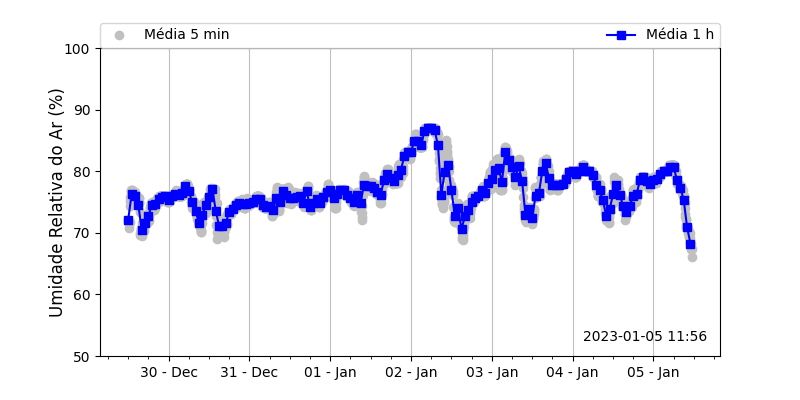 Média 5 min
Média 1 h
Umidade Relativa do Ar (%)
100
90
80
70
60
50
2023-01-05 11:56
30 - Dec
31 - Dec
01 - Jan
02 - Jan
03 - Jan
04 - Jan
05 - Jan